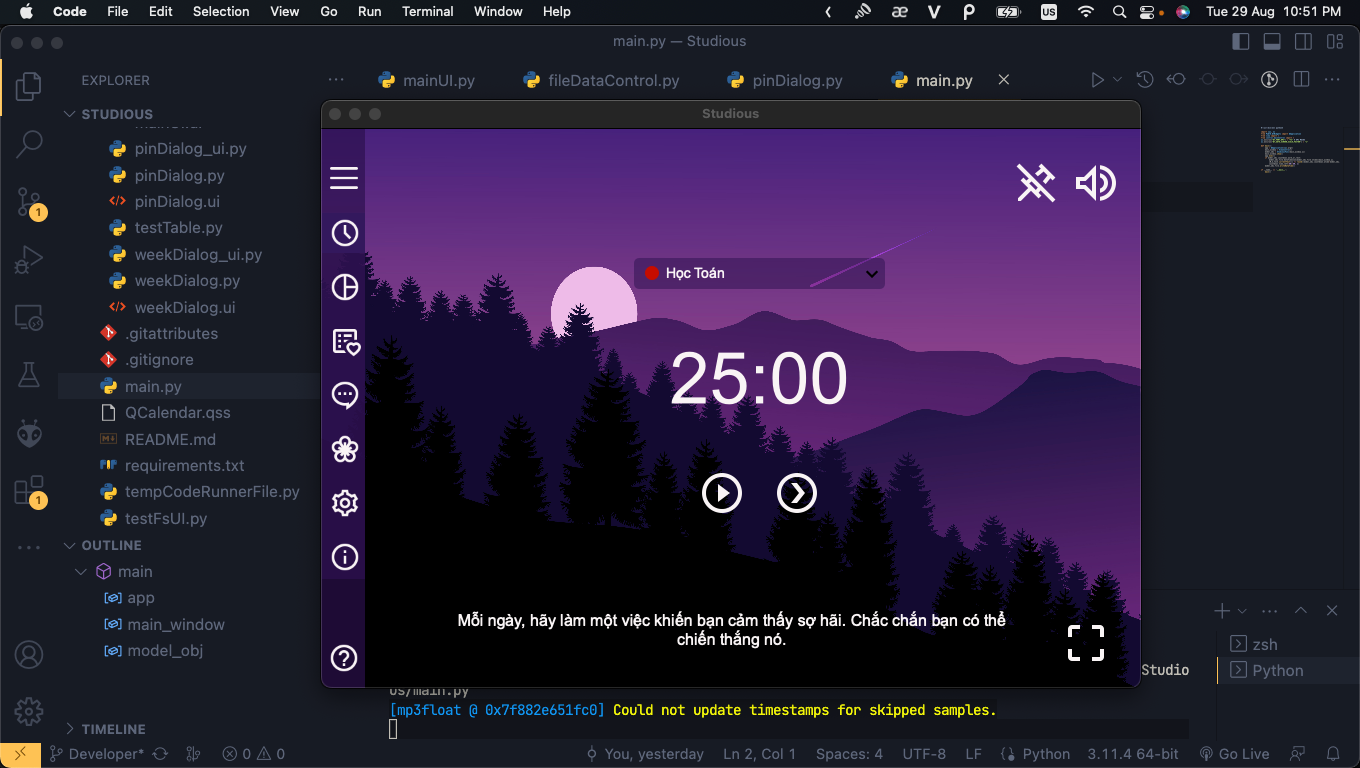 Code File Edit Selection View Go Run Terminal Window Help
US
Tue 29 Aug 10:51 PM
main.py — Studious
EXPLORER
mainUI.py
fileDataControl.py
pinDialog.py
main.py
STUDIOUS
pinDialog_ui.py
pinDialog.py
pinDialog.ui
testTable.py
weekDialog_ui.py
weekDialog.py
weekDialog.ui
.gitattributes
.gitignore
main.py
QCalendar.qss
README.md
requirements.txt
tempCodeRunnerFile.py
testFsUI.py
OUTLINE
main
app
main_window
model_obj
TIMELINE
1
1
Studious
Học Toán
25:00
Mỗi ngày, hãy làm một việc khiến bạn cảm thấy sợ hãi. Chắc chắn bạn có thể
chiến thắng nó.
Studio
us/main.py
[mp3float @ 0x7f882e651fc0] Could not update timestamps for skipped samples.
zsh
Python
Developer* 0 0 You, yesterday Ln 2, Col 1 Spaces: 4 UTF-8 LF Python 3.11.4 64-bit Go Live